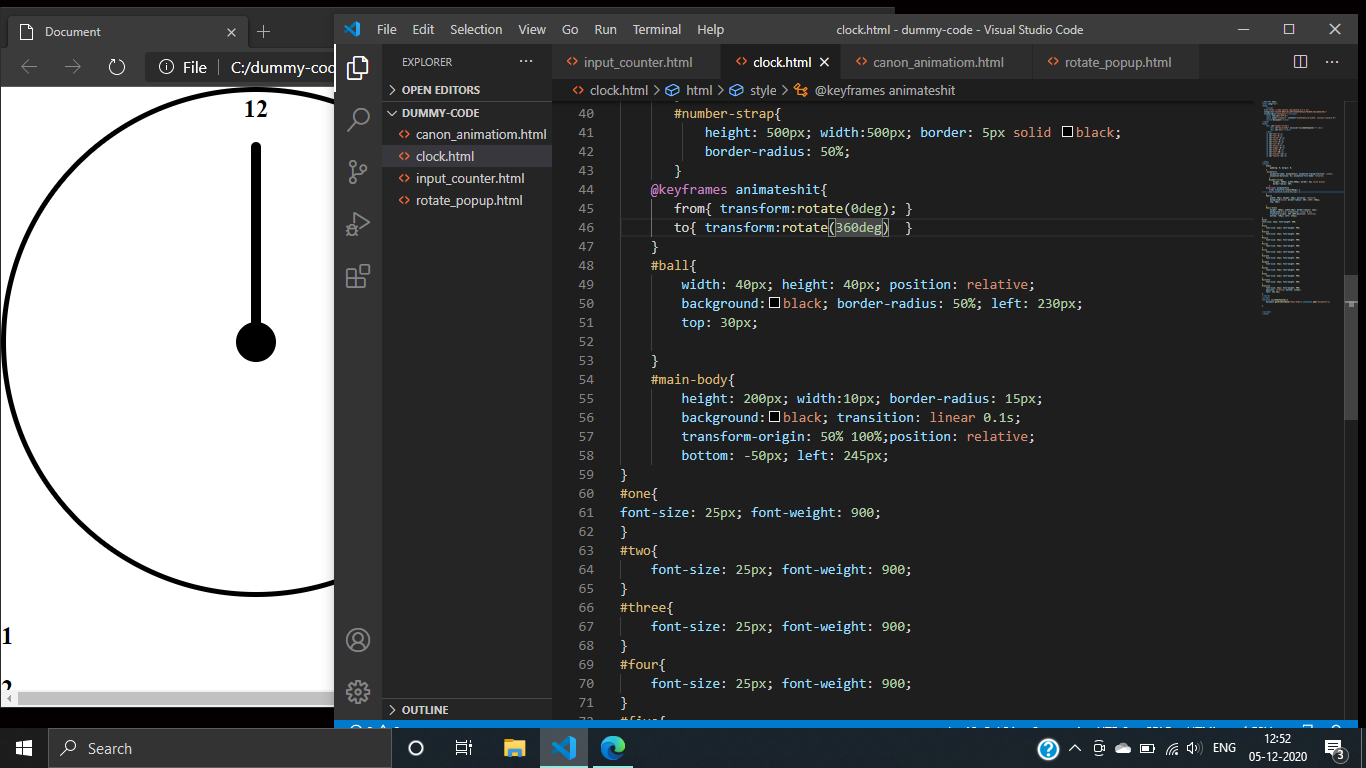 Document
File C:/dummy-cod
12
1
2
File Edit Selection View Go Run Terminal Help
clock.html - dummy-code - Visual Studio Code
EXPLORER
OPEN EDITORS
DUMMY-CODE
canon_animatiom.html
clock.html
input_counter.html
rotate_popup.html
OUTLINE
input_counter.html clock.html canon_animatiom.html rotate_popup.html
clock.html > html > style > @keyframes animateshit
40 #number-strap{
41 height: 500px; width:500px; border: 5px solid black;
42 border-radius: 50%;
43 }
44 @keyframes animateshit{
45 from{ transform:rotate(0deg); }
46 to{ transform:rotate(360deg) }
47 }
48 #ball{
49 width: 40px; height: 40px; position: relative;
50 background:black; border-radius: 50%; left: 230px;
51 top: 30px;
52
53 }
54 #main-body{
55 height: 200px; width:10px; border-radius: 15px;
56 background:black; transition: linear 0.1s;
57 transform-origin: 50% 100%;position: relative;
58 bottom: -50px; left: 245px;
59 }
60 #one{
61 font-size: 25px; font-weight: 900;
62 }
63 #two{
64 font-size: 25px; font-weight: 900;
65 }
66 #three{
67 font-size: 25px; font-weight: 900;
68 }
69 #four{
70 font-size: 25px; font-weight: 900;
71 }
72 #five{
Search
ENG
12:52
05-12-2020
3